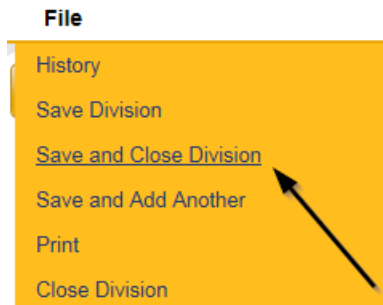 File
History
Save Division
Save and Close Division
Save and Add Another
Print
Close Division